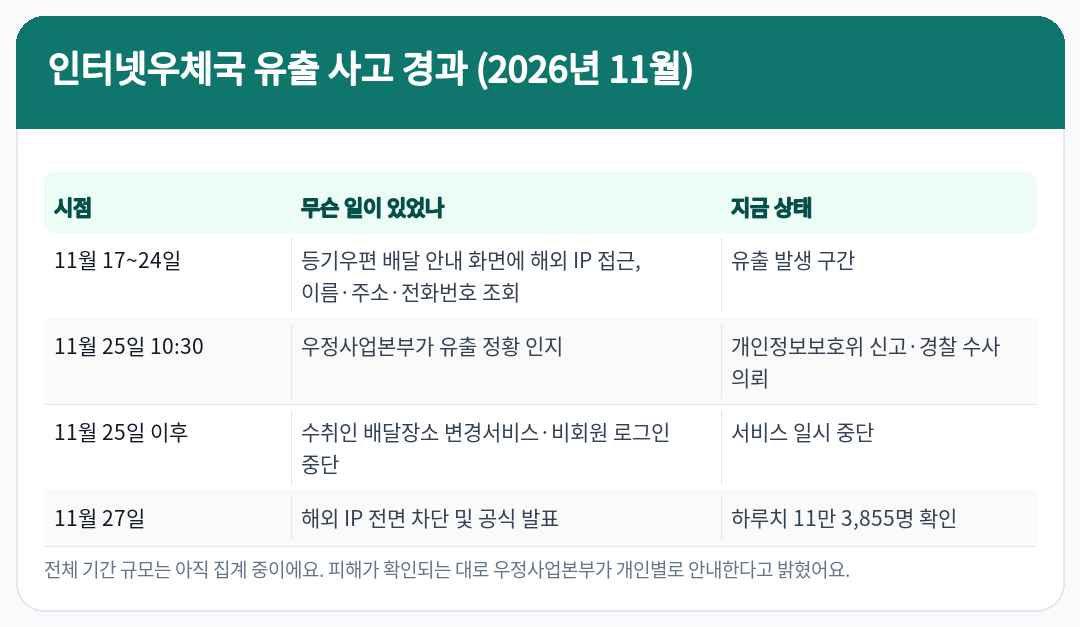 인터넷우체국 유출 사고 경과 (2026년 11월)
시점
무슨 일이 있었나
지금 상태
11월 17~24일
등기우편 배달 안내 화면에 해외 IP 접근,
이름·주소·전화번호 조회
유출 발생 구간
11월 25일 10:30
우정사업본부가 유출 정황 인지
개인정보보호위 신고·경찰 수사
의뢰
11월 25일 이후
수취인 배달장소 변경서비스·비회원 로그인
중단
서비스 일시 중단
11월 27일
해외 IP 전면 차단 및 공식 발표
하루치 11만 3,855명 확인
전체 기간 규모는 아직 집계 중이에요. 피해가 확인되는 대로 우정사업본부가 개인별로 안내한다고 밝혔어요.